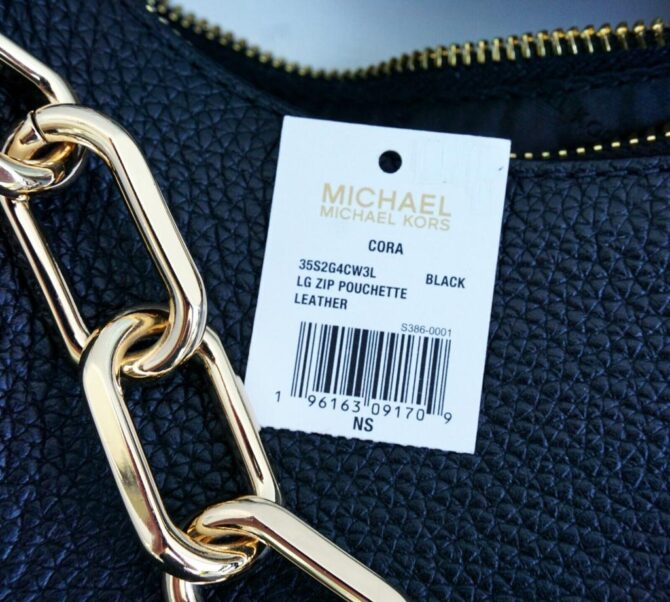 MICHAEL
MICHAEL KORS
CORA
35S2G4CW3L BLACK
LG ZIP POUCHETTE
LEATHER
S386-0001
1 96163 09170 9
NS